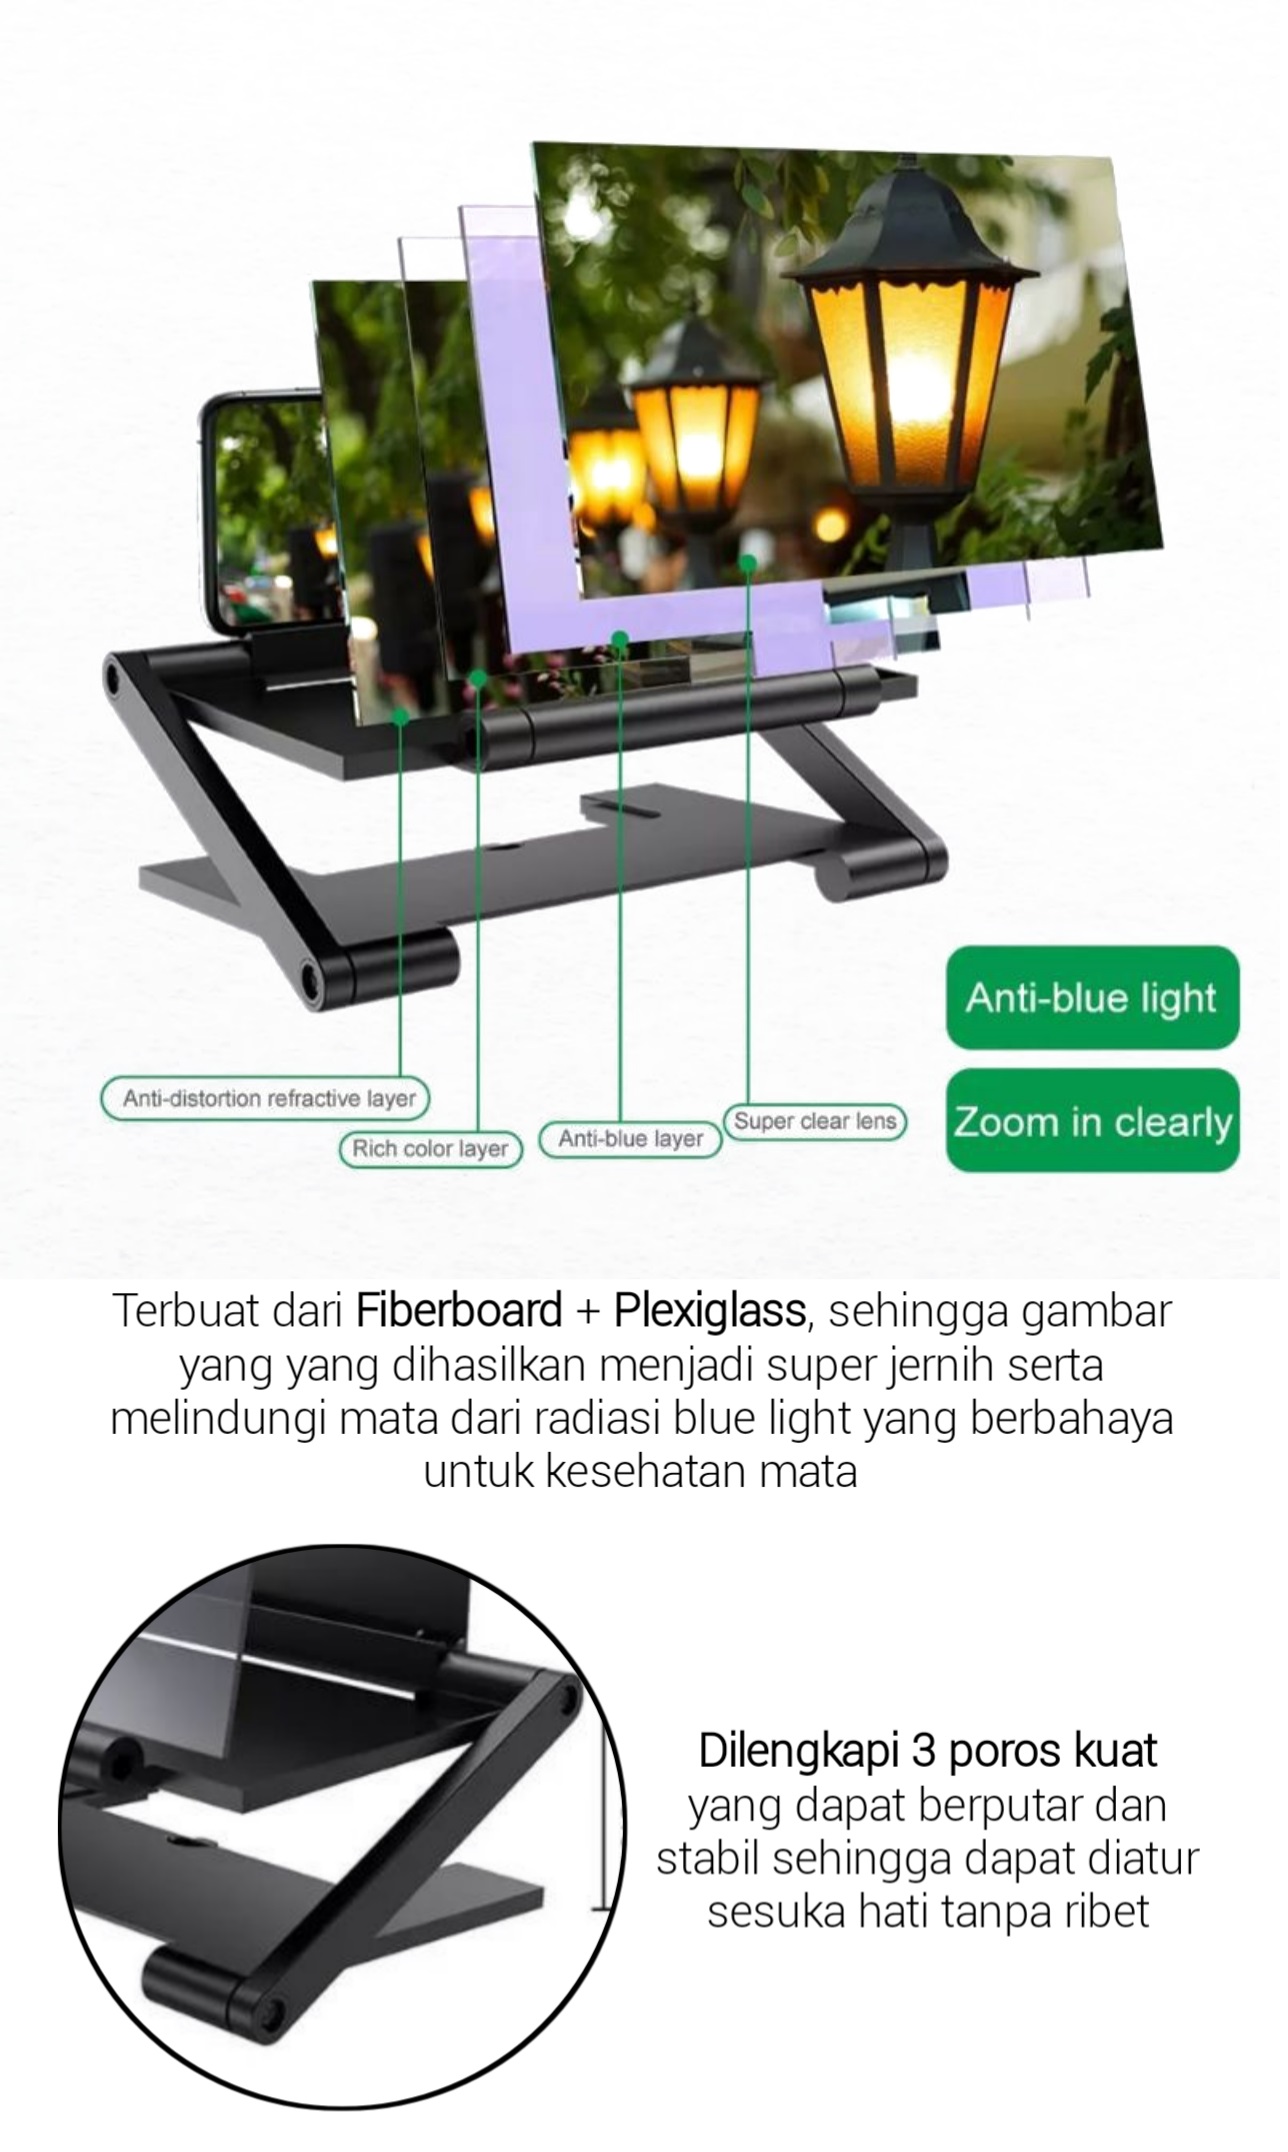 Anti-blue light
Zoom in clearly
Anti-distortion refractive layer
Rich color layer
Anti-blue layer
Super clear lens
Terbuat dari Fiberboard + Plexiglass, sehingga gambar
yang yang dihasilkan menjadi super jernih serta
melindungi mata dari radiasi blue light yang berbahaya
untuk kesehatan mata
Dilengkapi 3 poros kuat
yang dapat berputar dan
stabil sehingga dapat diatur
sesuka hati tanpa ribet